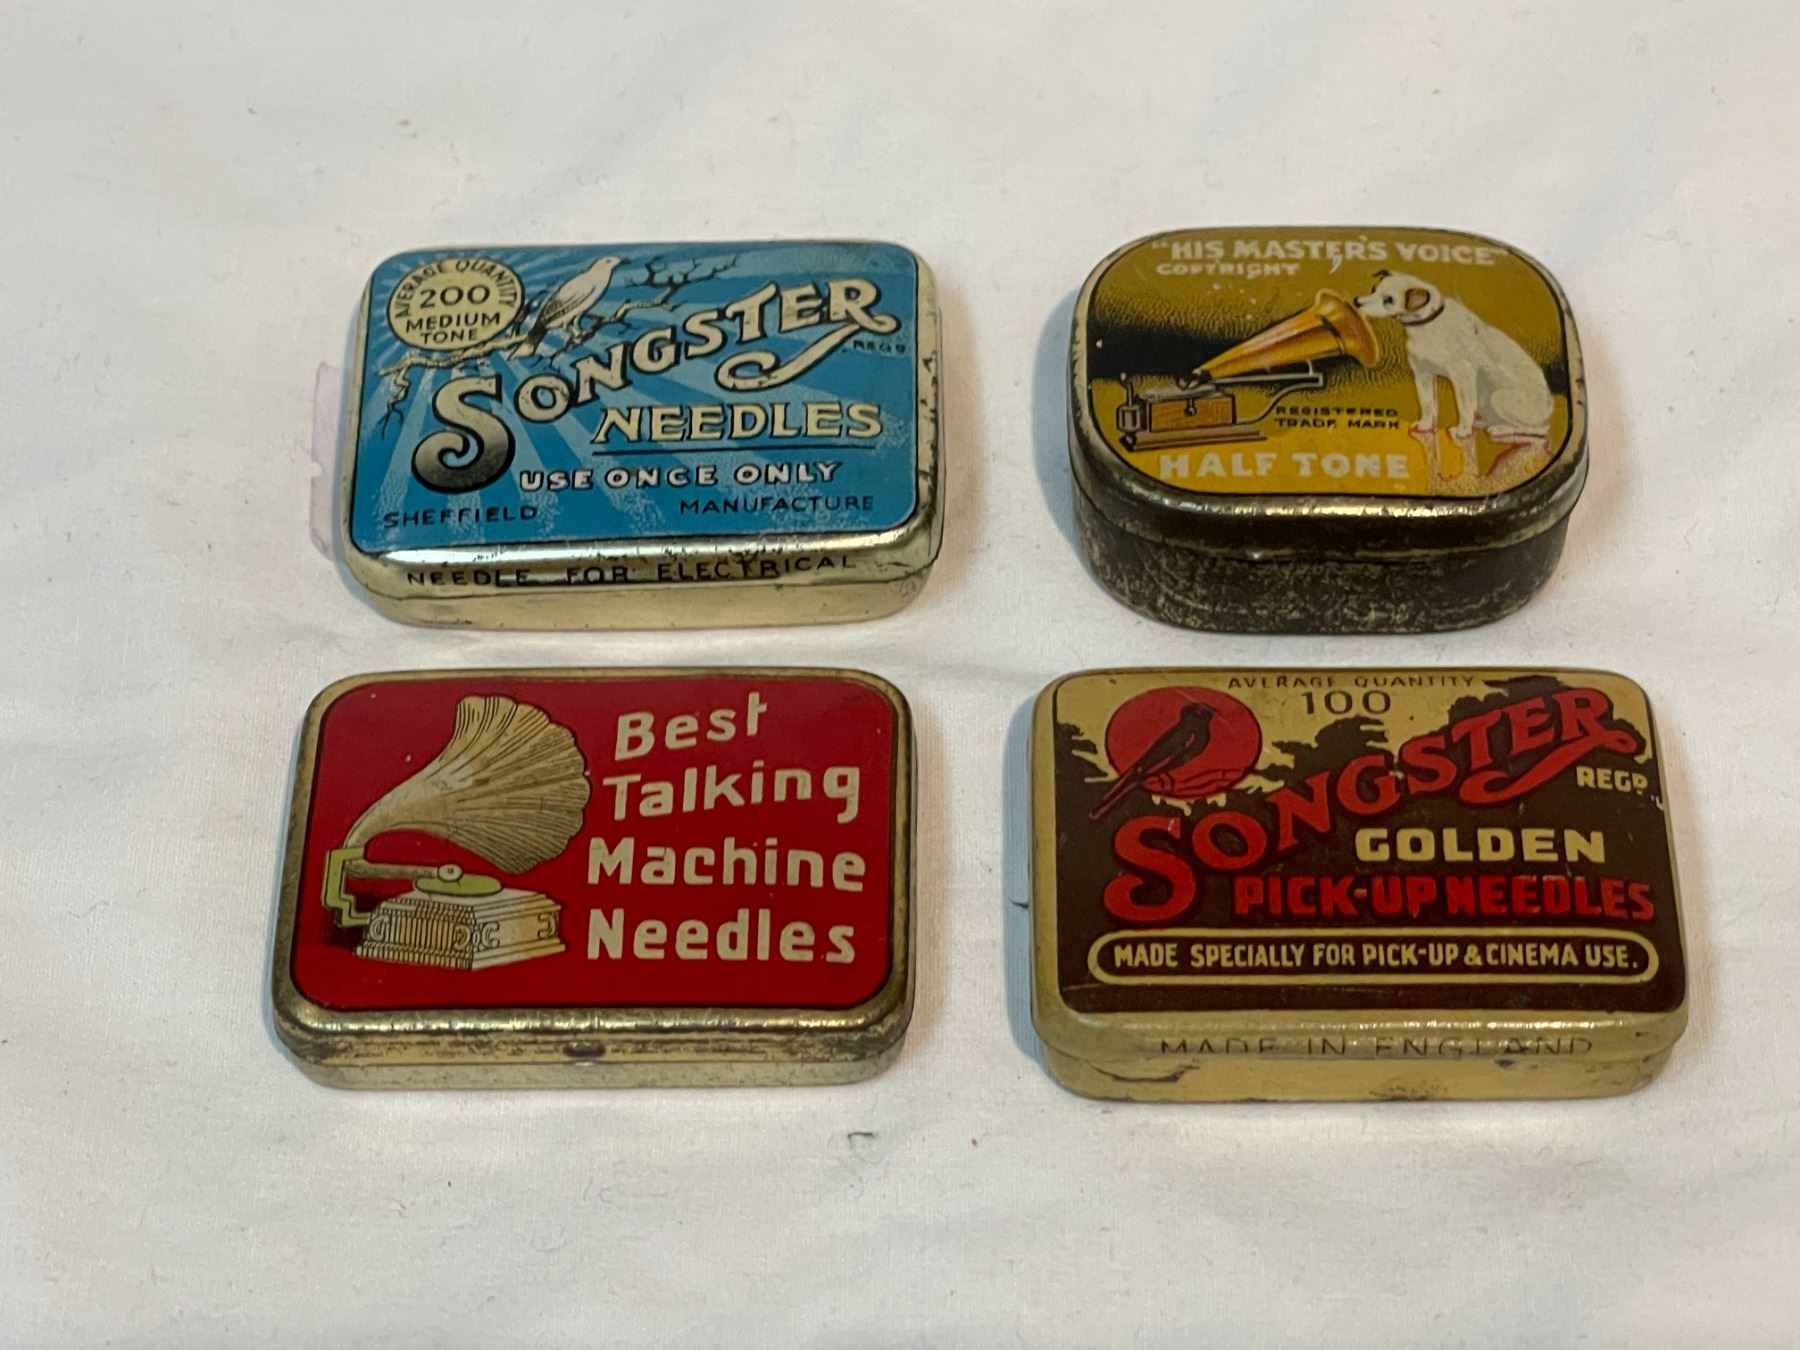 AVERAGE QUANTITY
200
MEDIUM
TONE
SONGSTER
REGD
NEEDLES
USE ONCE ONLY
SHEFFIELD MANUFACTURE
NEEDLE FOR ELECTRICAL
"HIS MASTER'S VOICE"
COPYRIGHT
REGISTERED
TRADE MARK
HALF TONE
Best
Talking
Machine
Needles
AVERAGE QUANTITY
100
SONGSTER
REGD.
GOLDEN
PICK-UP NEEDLES
MADE SPECIALLY FOR PICK-UP & CINEMA USE.
MADE IN ENGLAND